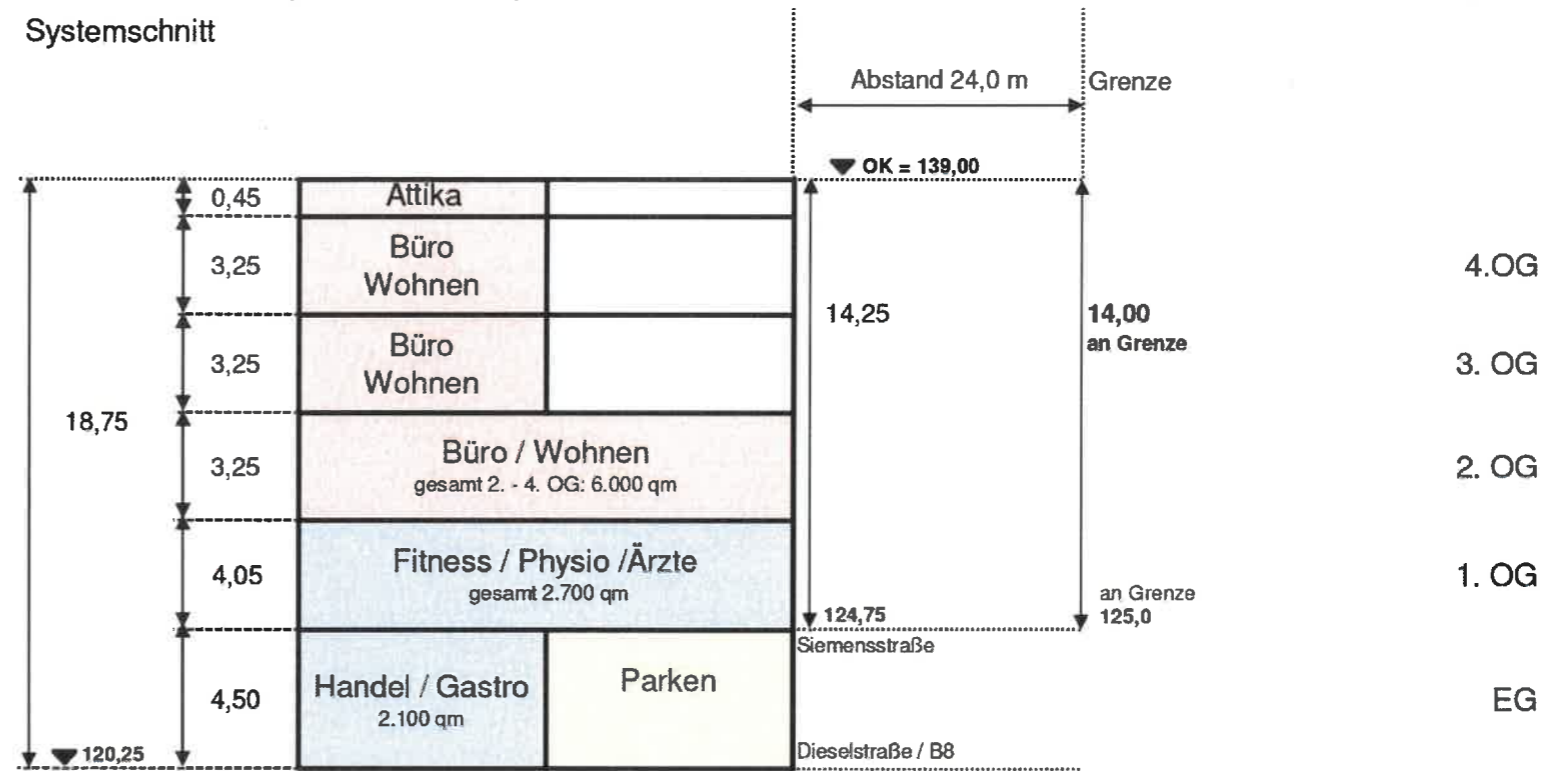 Systemschnitt
Abstand 24,0 m
Grenze
OK = 139,00
0,45
Attika
3,25
Büro
Wohnen
4.OG
14,25
14,00
an Grenze
3,25
Büro
Wohnen
3. OG
18,75
3,25
Büro / Wohnen
gesamt 2. - 4. OG: 6.000 qm
2. OG
4,05
Fitness / Physio /Ärzte
gesamt 2.700 qm
1. OG
124,75
an Grenze
125,0
Siemensstraße
4,50
Handel / Gastro
2.100 qm
Parken
EG
120,25
Dieselstraße / B8